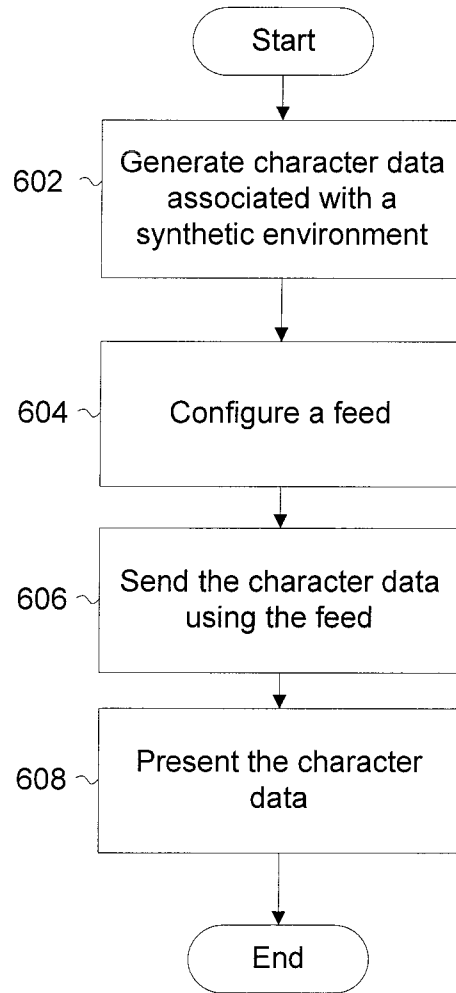 Start
602
Generate character data
associated with a
synthetic environment
604
Configure a feed
606
Send the character data
using the feed
608
Present the character
data
End